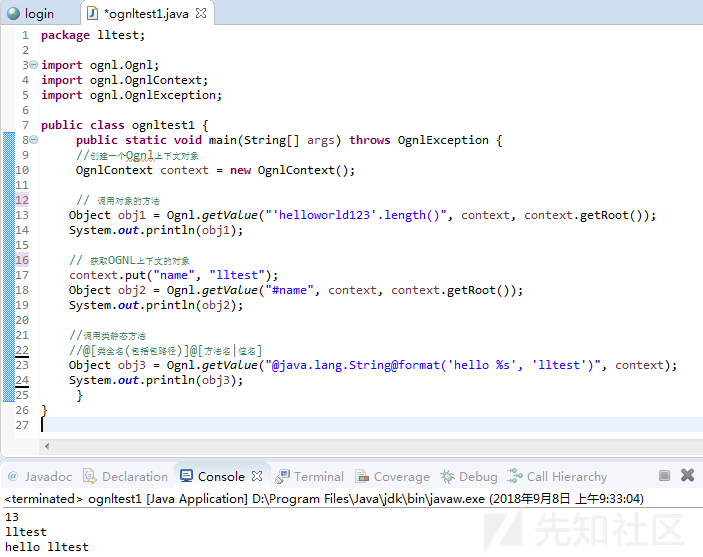 login *ognltest1.java
1 package lltest;
2
3 import ognl.Ognl;
4 import ognl.OgnlContext;
5 import ognl.OgnlException;
6
7 public class ognltest1 {
8 public static void main(String[] args) throws OgnlException {
9 //创建一个Ognl上下文对象
10 OgnlContext context = new OgnlContext();
11
12 // 调用对象的方法
13 Object obj1 = Ognl.getValue("'helloworld123'.length()", context, context.getRoot());
14 System.out.println(obj1);
15
16 // 获取OGNL上下文的对象
17 context.put("name", "lltest");
18 Object obj2 = Ognl.getValue("#name", context, context.getRoot());
19 System.out.println(obj2);
20
21 //调用类静态方法
22 //@[类全名(包括包路径)]@[方法名|值名]
23 Object obj3 = Ognl.getValue("@java.lang.String@format('hello %s', 'lltest')", context);
24 System.out.println(obj3);
25 }
26 }
27
@ Javadoc Declaration Console Terminal Coverage Debug Call Hierarchy
<terminated> ognltest1 [Java Application] D:\Program Files\Java\jdk\bin\javaw.exe (2018年9月8日 上午9:33:04)
13
lltest
hello lltest
先知社区